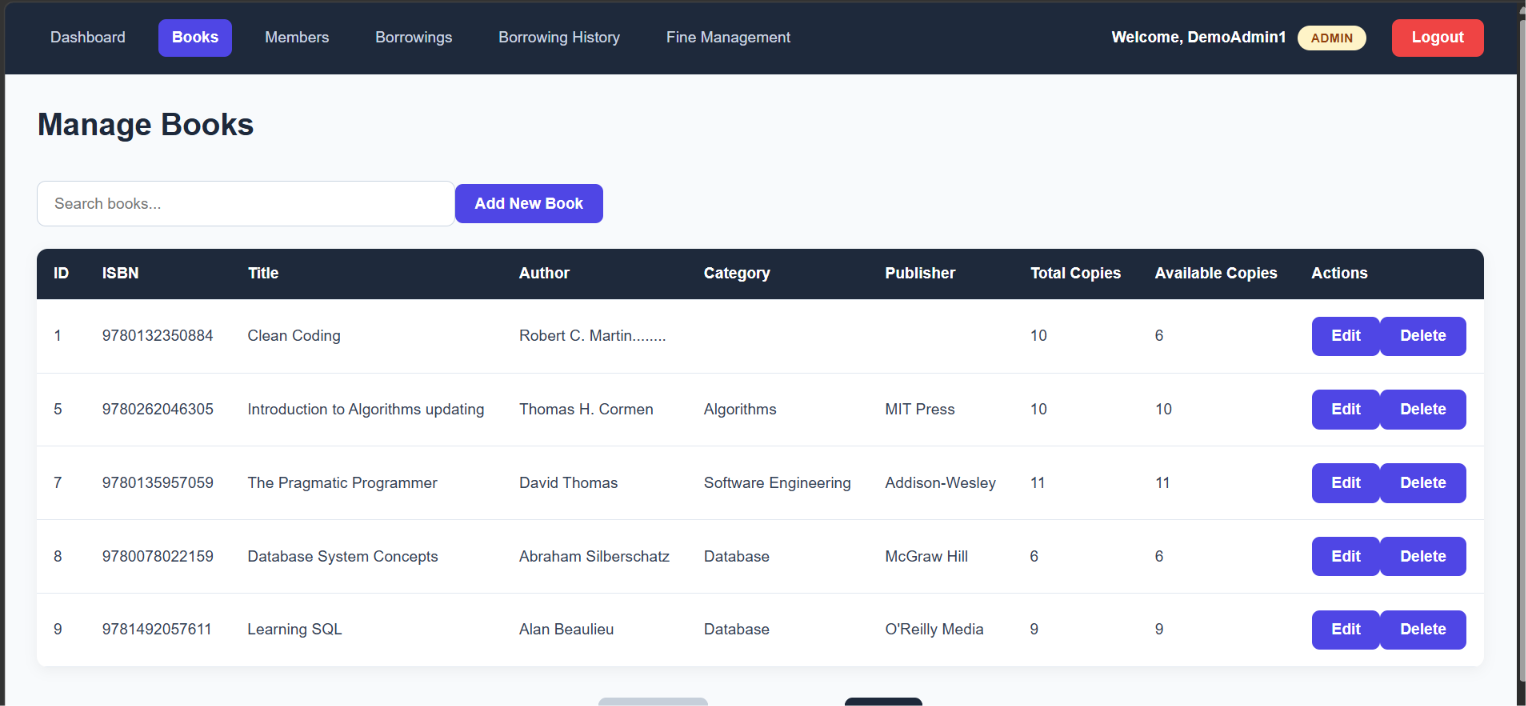 Dashboard Books Members Borrowings Borrowing History Fine Management Welcome, DemoAdmin1 ADMIN Logout
Manage Books
Search books... Add New Book
ID ISBN Title Author Category Publisher Total Copies Available Copies Actions
1 9780132350884 Clean Coding Robert C. Martin........ 10 6 Edit Delete
5 9780262046305 Introduction to Algorithms updating Thomas H. Cormen Algorithms MIT Press 10 10 Edit Delete
7 9780135957059 The Pragmatic Programmer David Thomas Software Engineering Addison-Wesley 11 11 Edit Delete
8 9780078022159 Database System Concepts Abraham Silberschatz Database McGraw Hill 6 6 Edit Delete
9 9781492057611 Learning SQL Alan Beaulieu Database O'Reilly Media 9 9 Edit Delete